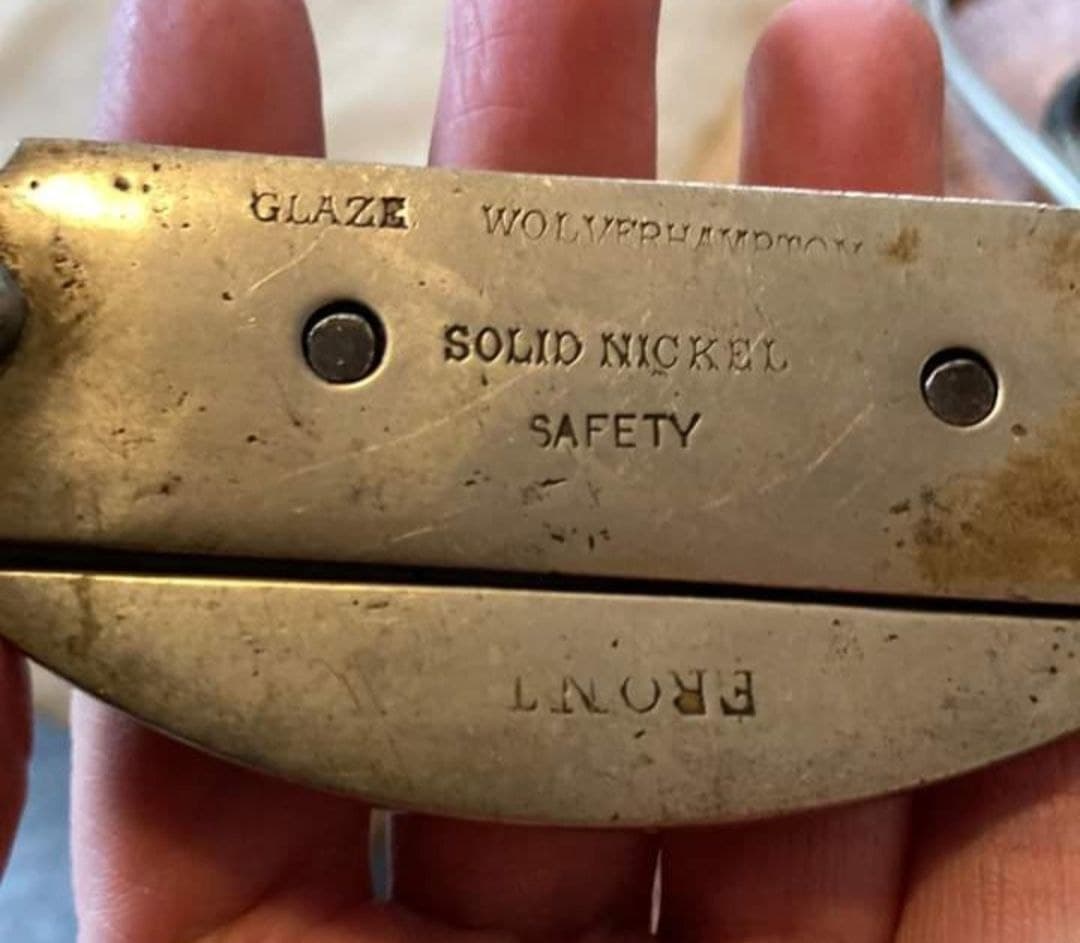 GLAZE WOLVERHAMPTON
SOLID NICKEL
SAFETY
FRONT